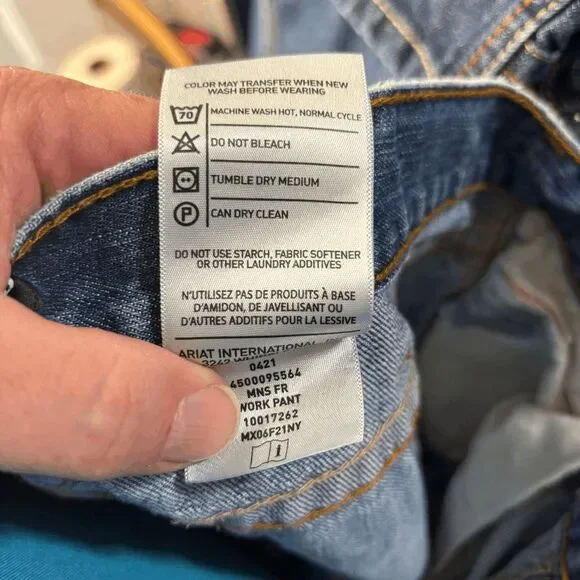 COLOR MAY TRANSFER WHEN NEW
WASH BEFORE WEARING
70 MACHINE WASH HOT, NORMAL CYCLE
DO NOT BLEACH
TUMBLE DRY MEDIUM
P CAN DRY CLEAN
DO NOT USE STARCH, FABRIC SOFTENER
OR OTHER LAUNDRY ADDITIVES
N'UTILISEZ PAS DE PRODUITS À BASE
D'AMIDON, DE JAVELLISANT OU
D'AUTRES ADDITIFS POUR LA LESSIVE
ARIAT INTERNATIONAL,
3242
0421
4500095564
MNS FR
WORK PANT
10017262
MX06F21NY
i